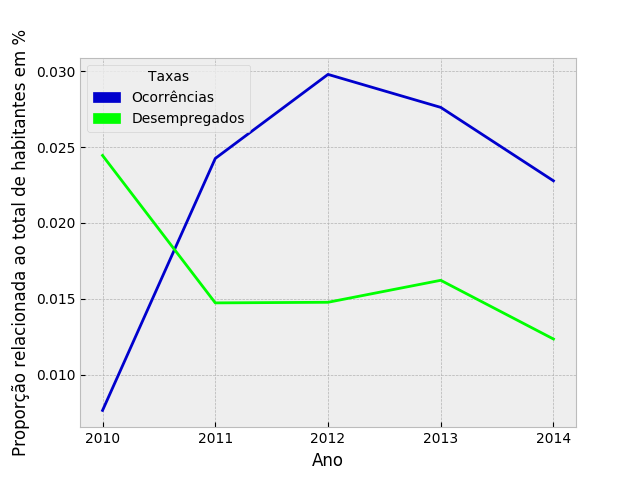 Proporção relacionada ao total de habitantes em %
0.030
0.025
0.020
0.015
0.010
Taxas
Ocorrências
Desempregados
2010 2011 2012 2013 2014
Ano